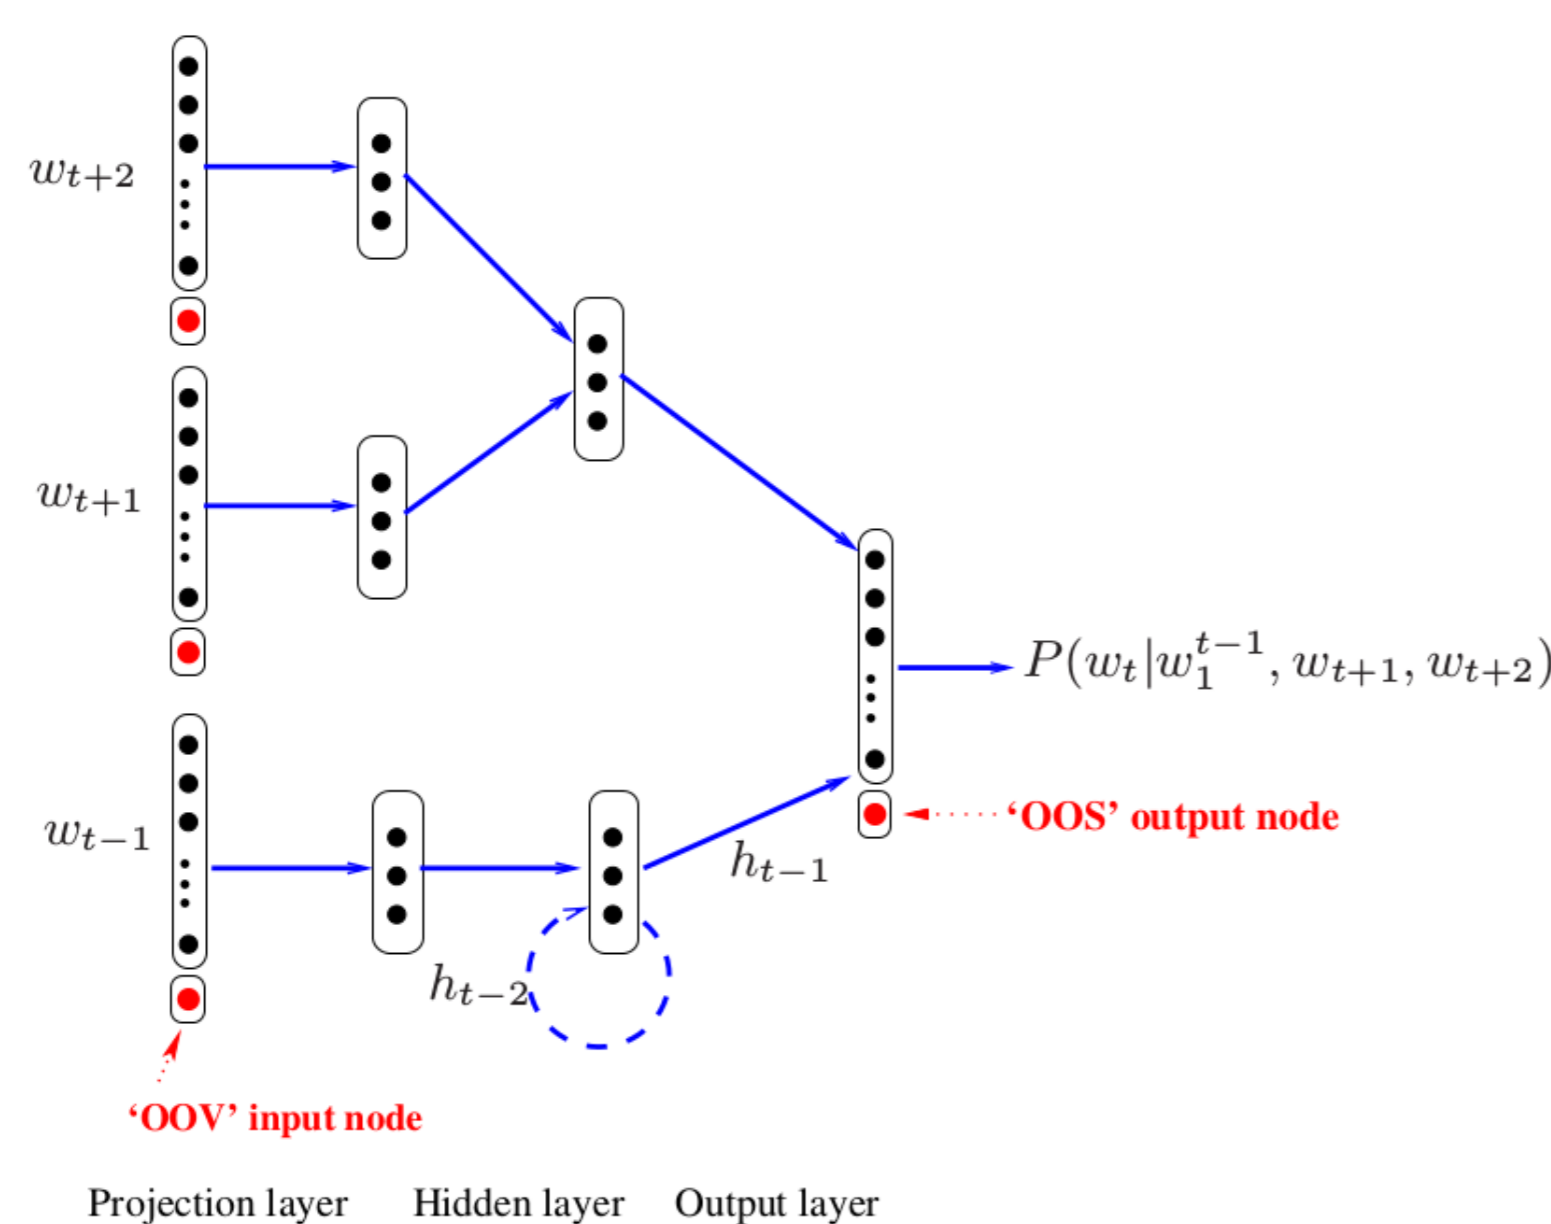 w_{t+2}
w_{t+1}
P(w_t|w_1^{t-1}, w_{t+1}, w_{t+2})
‘OOS’ output node
w_{t-1}
h_{t-1}
h_{t-2}
‘OOV’ input node
Projection layer Hidden layer Output layer